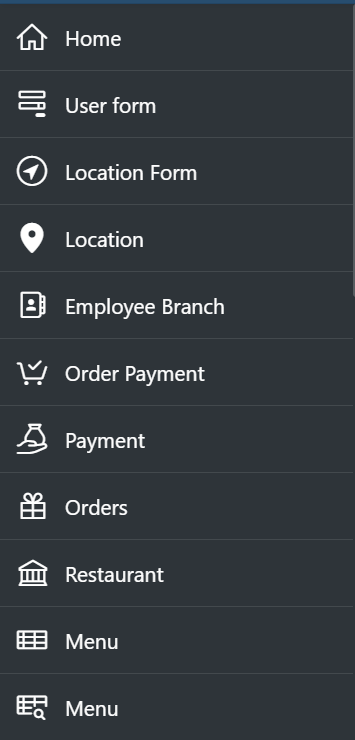 Home
User form
Location Form
Location
Employee Branch
Order Payment
Payment
Orders
Restaurant
Menu
Menu